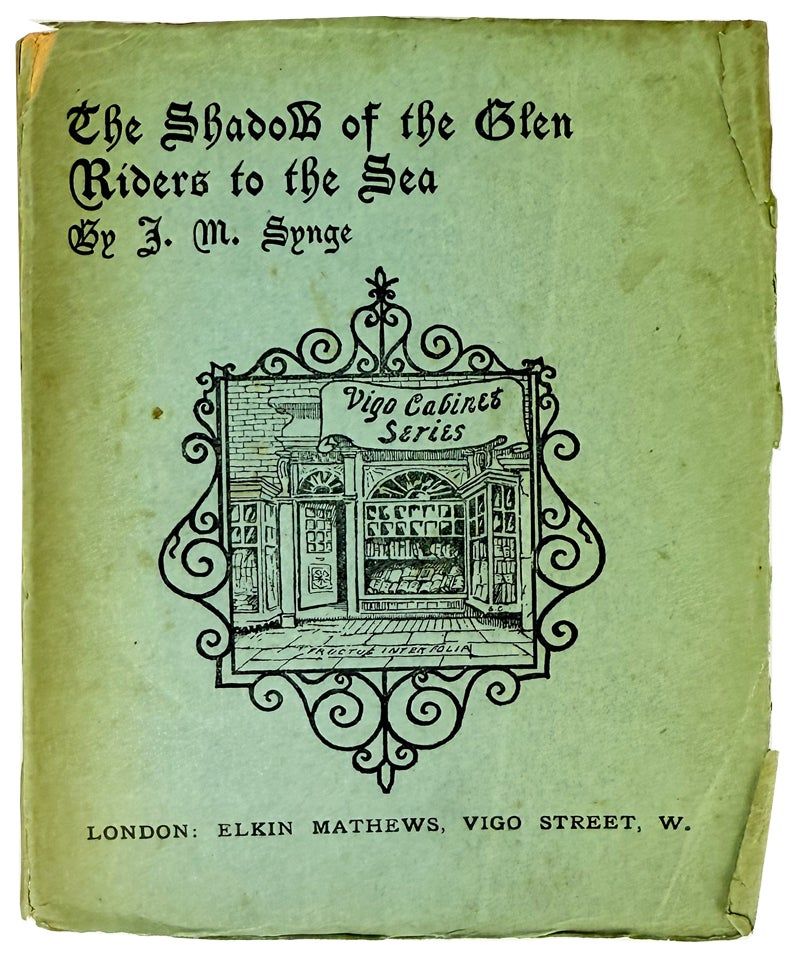 The Shadow of the Glen
Riders to the Sea
By J. M. Synge
Vigo Cabinet
Series
FRUCTUS INTER FOLIA
LONDON: ELKIN MATHEWS, VIGO STREET, W.